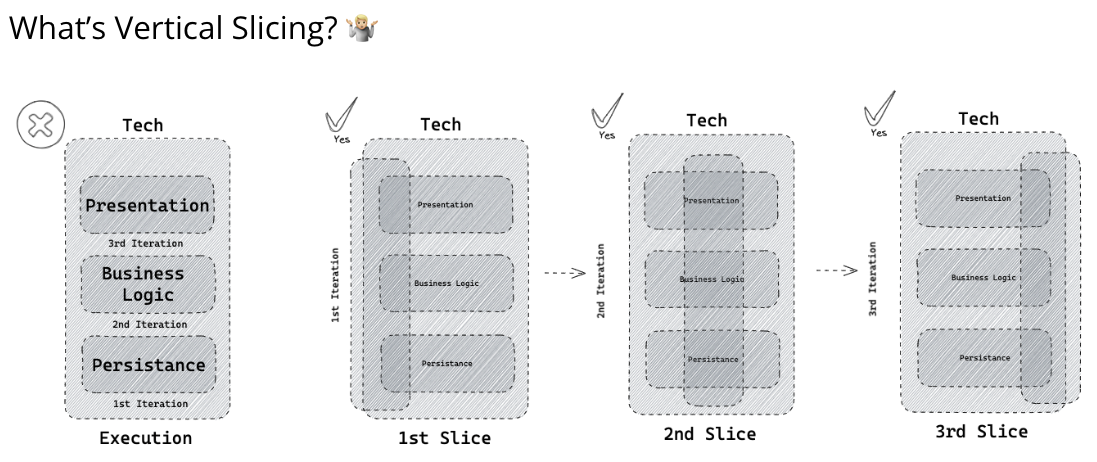 What's Vertical Slicing? 🤷🏼‍♀️
Tech
Presentation
3rd Iteration
Business
Logic
2nd Iteration
Persistance
1st Iteration
Execution
Yes
Tech
1st Iteration
Presentation
Business Logic
Persistance
1st Slice
Yes
Tech
2nd Iteration
Presentation
Business Logic
Persistance
2nd Slice
Yes
Tech
3rd Iteration
Presentation
Business Logic
Persistance
3rd Slice